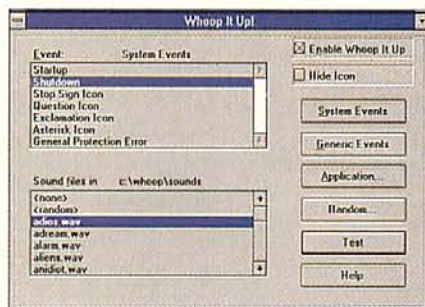 Whoop It Up!
Event: System Events
Startup
Shutdown
Stop Sign Icon
Question Icon
Exclamation Icon
Asterisk Icon
General Protection Error
Sound files in c:\whoop\sounds
<none>
<random>
adios.wav
adream.wav
alarm.wav
aliens.wav
anidiot.wav
Enable Whoop It Up
Hide Icon
System Events
Generic Events
Application...
Random...
Test
Help